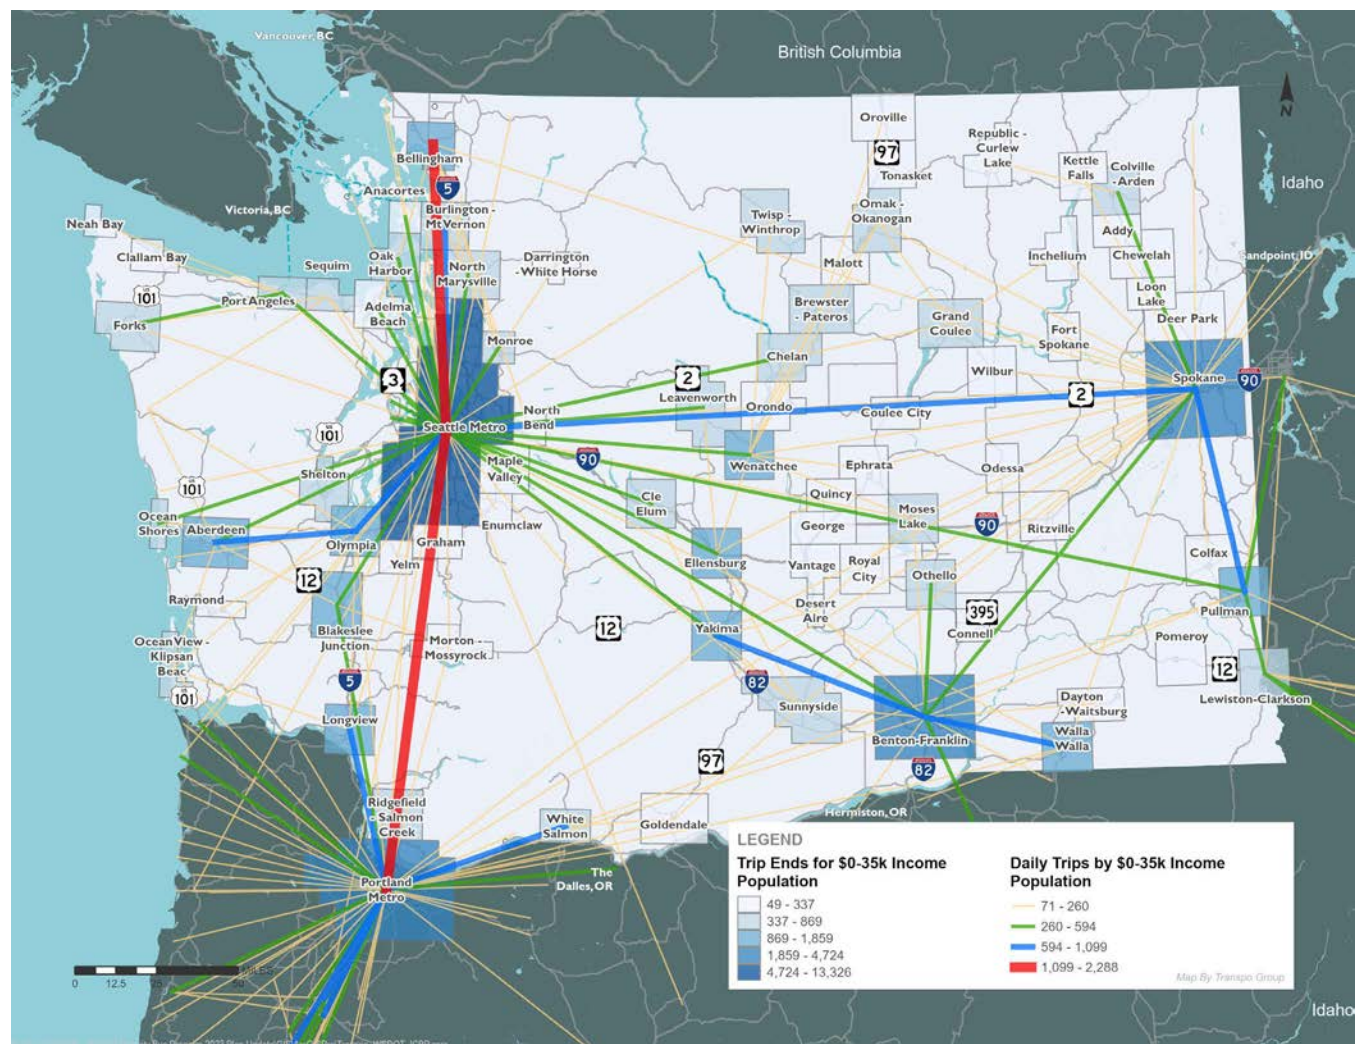 Vancouver, BC
British Columbia
N
Oroville
97
Tonasket
Republic -
Curlew
Lake
Kettle
Falls
Colville
-Arden
Idaho
Bellingham
5
Anacortes
Victoria, BC
Burlington -
Mt Vernon
Neah Bay
Clallam Bay
Twisp -
Winthrop
Omak -
Okanogan
Addy
Chewelah
Inchelium
Sandpoint, ID
Sequim
Oak
Harbor
North
Marysville
Darrington
-White Horse
Malott
Loon
Lake
101
Port Angeles
Forks
Adelma
Beach
Brewster
- Pateros
Grand
Coulee
Deer Park
Fort
Spokane
Monroe
Chelan
3
2
Wilbur
Spokane
90
Leavenworth
2
North
Bend
Orondo
Coulee City
101
Seattle Metro
90
Wenatchee
Maple
Valley
Ephrata
Odessa
Shelton
101
Quincy
Cle
Elum
Ocean
Shores
Aberdeen
Enumclaw
George
Moses
Lake
90
Ritzville
Olympia
Graham
Yelm
Ellensburg
Vantage
Royal
City
Colfax
12
Othello
Raymond
Desert
Aire
395
Pullman
Blakeslee
Junction
12
Yakima
Connell
Ocean View -
Klipsan
Beac
Morton -
Mossyrock
Pomeroy
12
101
5
82
Lewiston-Clarkson
Longview
Sunnyside
Dayton
-Waitsburg
Benton-Franklin
Walla
Walla
97
82
Ridgefield
- Salmon
Creek
White
Salmon
Goldendale
Hermiston, OR
Portland
Metro
The
Dalles, OR
LEGEND
Trip Ends for $0-35k Income
Population
49 - 337
337 - 869
869 - 1,859
1,859 - 4,724
4,724 - 13,326
Daily Trips by $0-35k Income
Population
71 - 260
260 - 594
594 - 1,099
1,099 - 2,288
Map By Transpo Group
0 12.5 25 50
Idaho